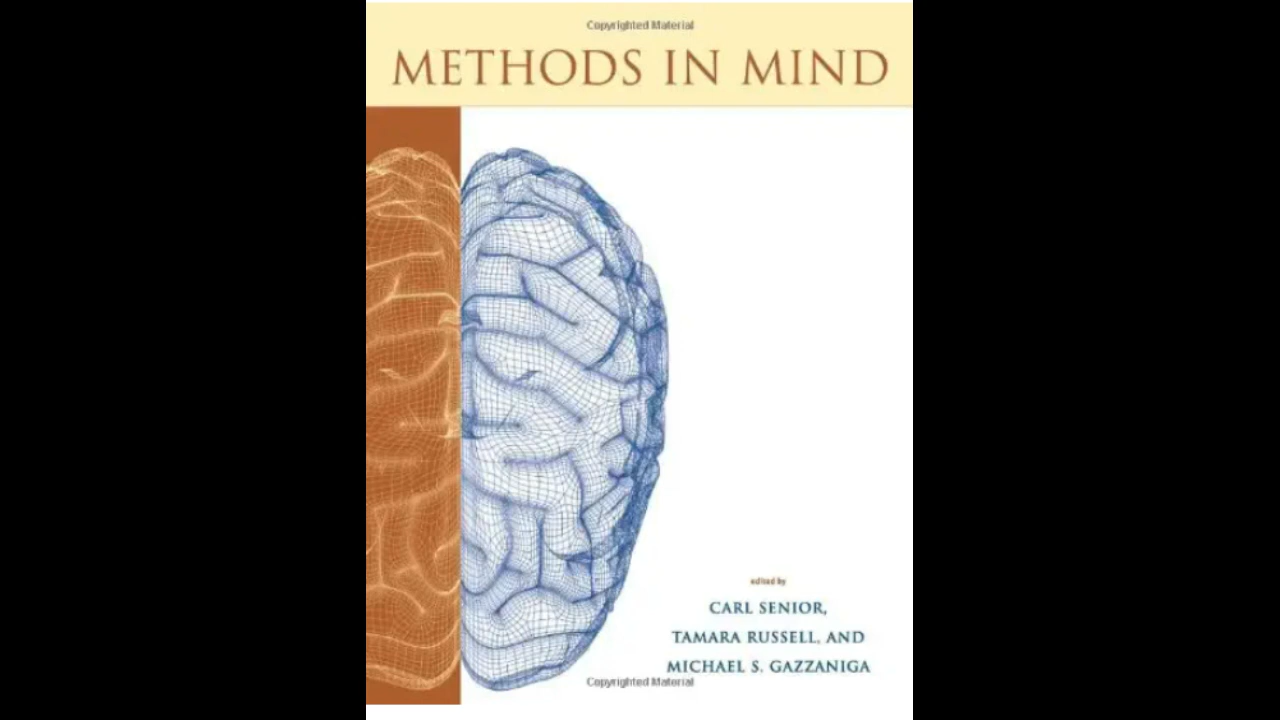 Copyrighted Material
METHODS IN MIND
edited by
CARL SENIOR,
TAMARA RUSSELL, AND
MICHAEL S. GAZZANIGA
Copyrighted Material